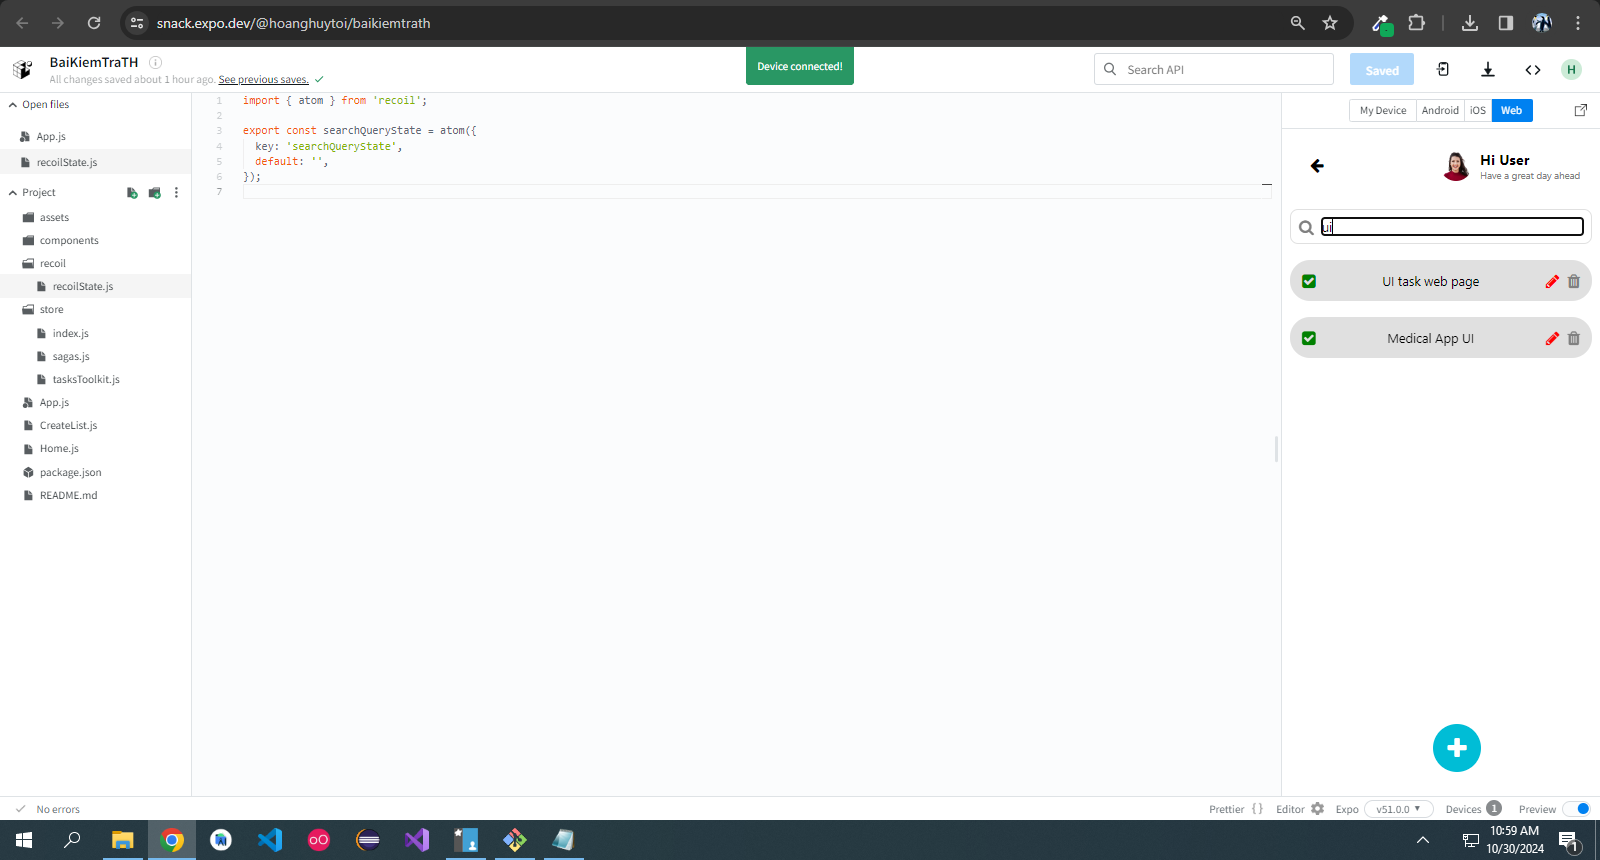 snack.expo.dev/@hoanghuytoi/baikiemtrath
BaiKiemTraTH
All changes saved about 1 hour ago. See previous saves.
Device connected!
Search API
Saved
H
Open files
App.js
recoilState.js
Project
assets
components
recoil
recoilState.js
store
index.js
sagas.js
tasksToolkit.js
App.js
CreateList.js
Home.js
package.json
README.md
1 import { atom } from 'recoil';
2
3 export const searchQueryState = atom({
4 key: 'searchQueryState',
5 default: '',
6 });
7
My Device Android iOS Web
Hi User
Have a great day ahead
ui
UI task web page
Medical App UI
No errors
Prettier { } Editor Expo v51.0.0 Devices 1 Preview
10:59 AM
10/30/2024
1